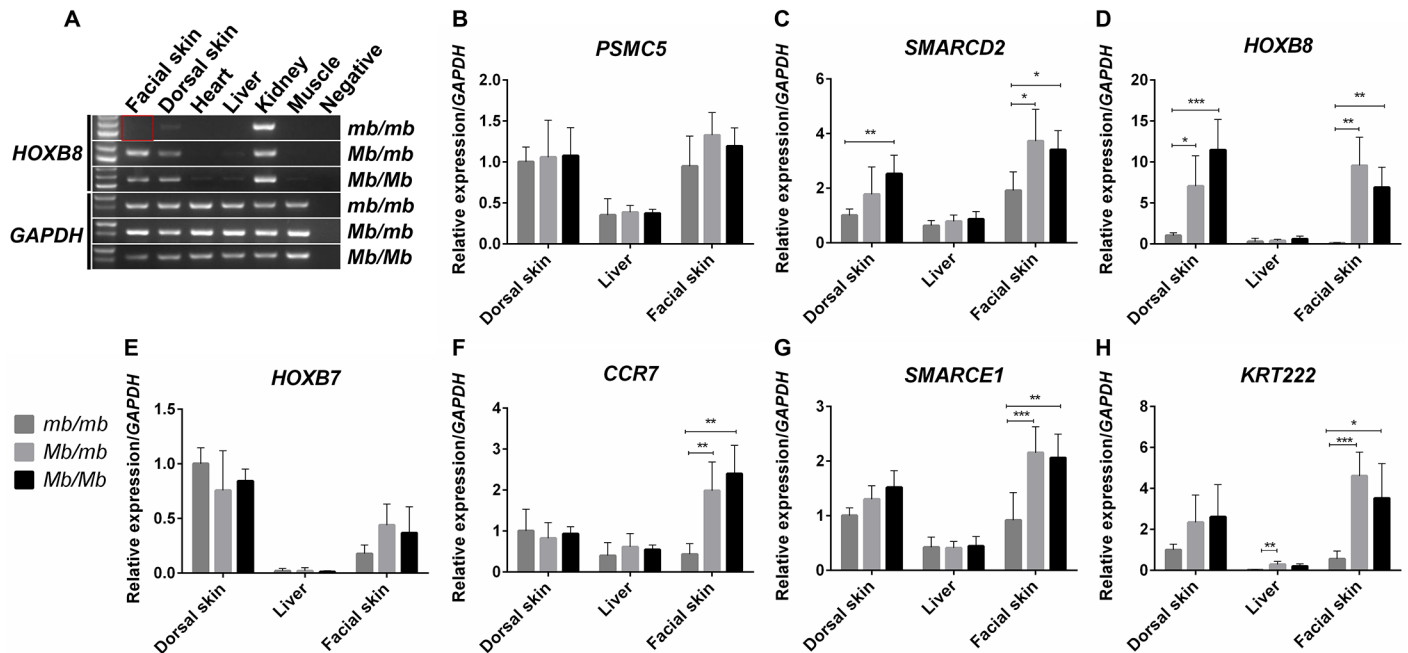 A
Facial skin
Dorsal skin
Heart
Liver
Kidney
Muscle
Negative
HOXB8
mb/mb
Mb/mb
Mb/Mb
GAPDH
mb/mb
Mb/mb
Mb/Mb
B
PSMC5
Relative expression/GAPDH
2.0
1.5
1.0
0.5
0.0
Dorsal skin
Liver
Facial skin
C
SMARCD2
Relative expression/GAPDH
6
4
2
0
**
*
*
Dorsal skin
Liver
Facial skin
D
HOXB8
Relative expression/GAPDH
20
15
10
5
0
***
*
**
**
Dorsal skin
Liver
Facial skin
mb/mb
Mb/mb
Mb/Mb
E
HOXB7
Relative expression/GAPDH
1.5
1.0
0.5
0.0
Dorsal skin
Liver
Facial skin
F
CCR7
Relative expression/GAPDH
4
3
2
1
0
**
**
Dorsal skin
Liver
Facial skin
G
SMARCE1
Relative expression/GAPDH
3
2
1
0
**
***
Dorsal skin
Liver
Facial skin
H
KRT222
Relative expression/GAPDH
8
6
4
2
0
**
*
***
Dorsal skin
Liver
Facial skin